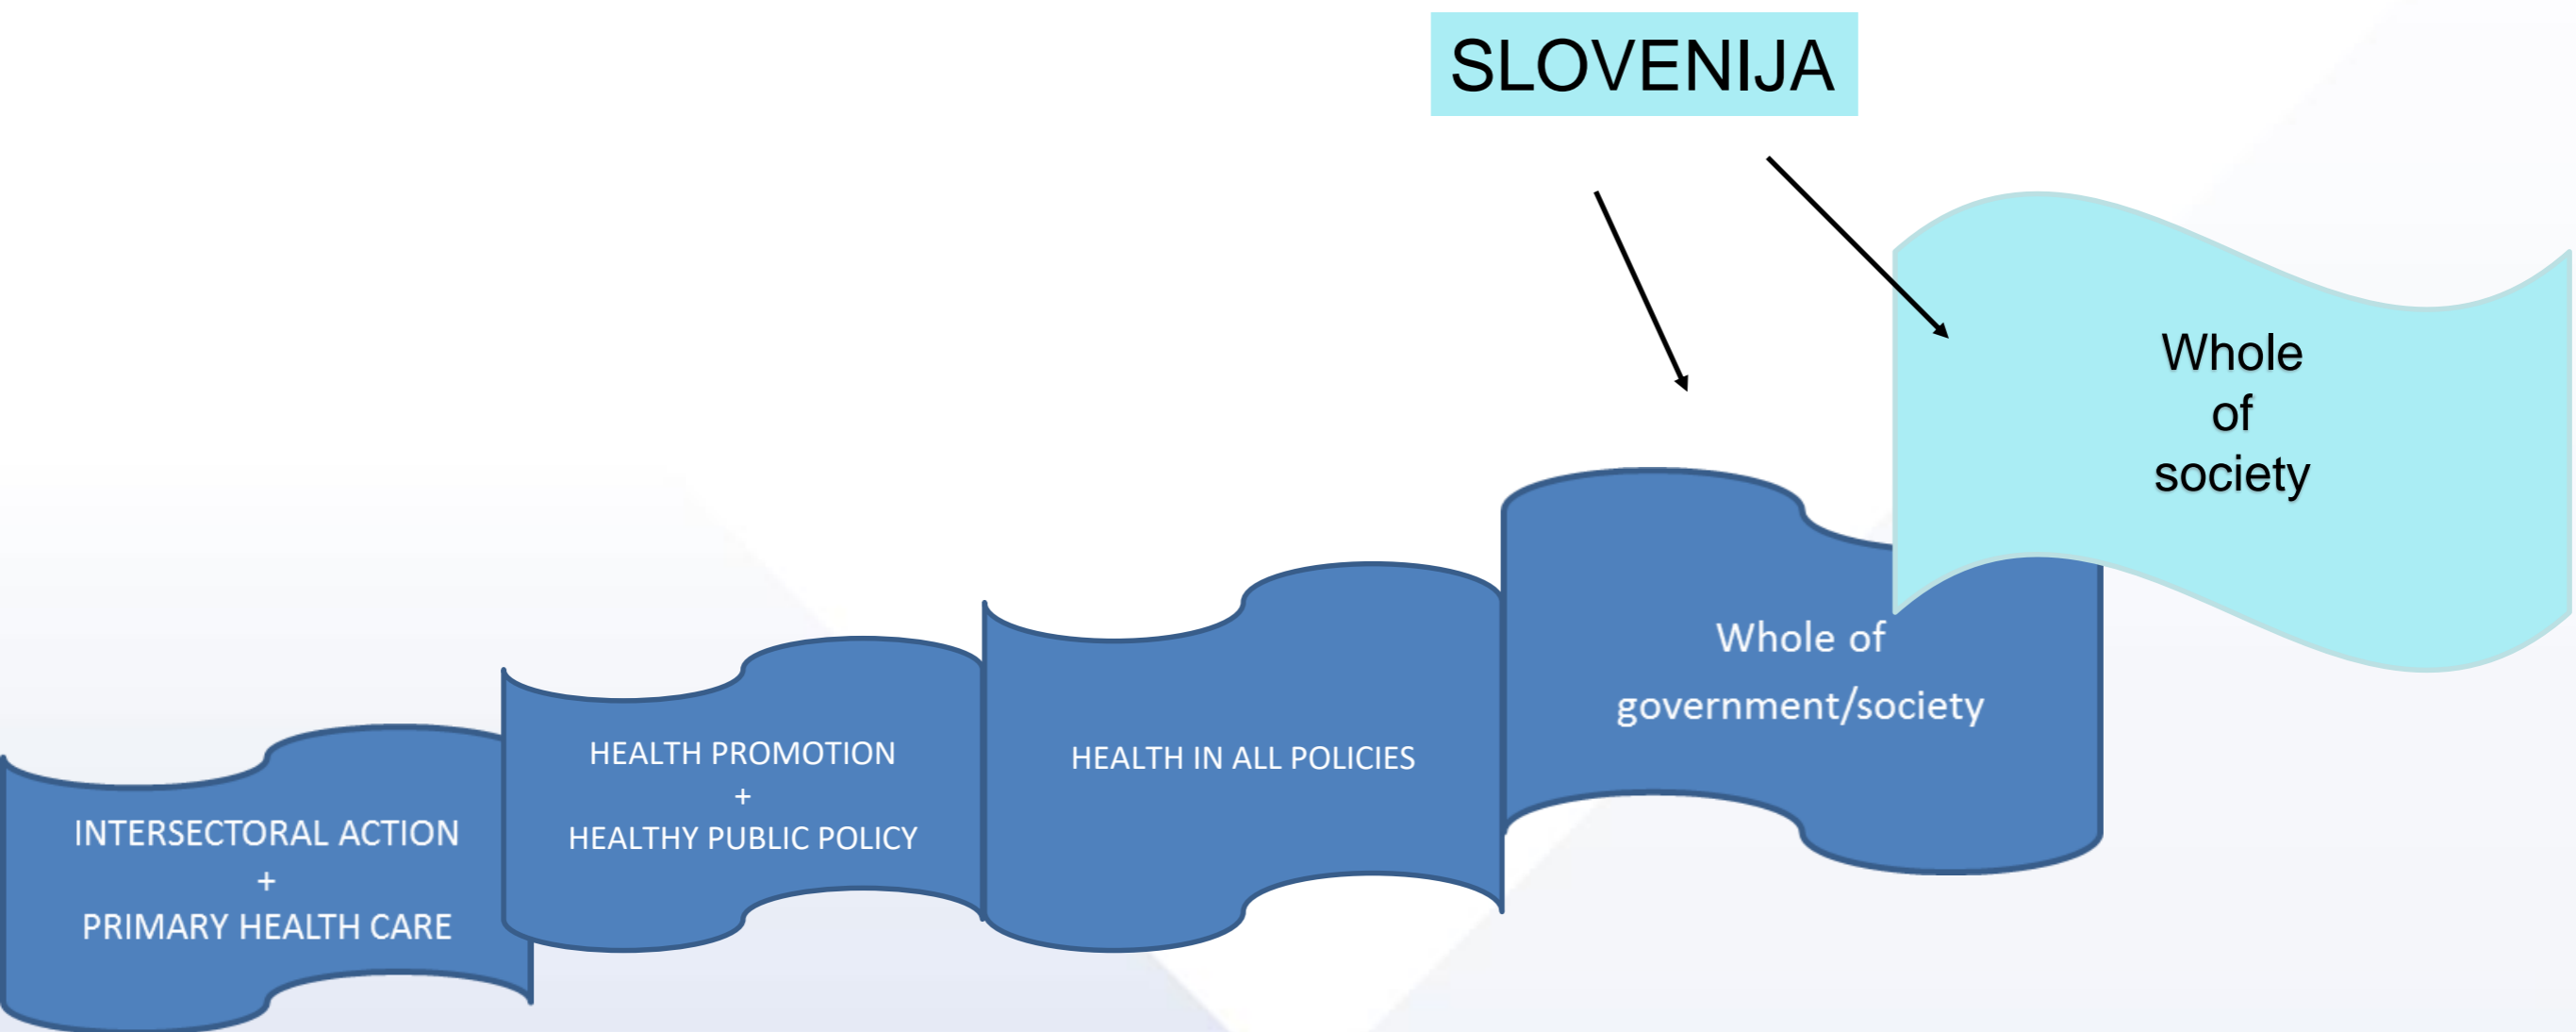 SLOVENIJA
Whole
of
society
Whole of
government/society
HEALTH IN ALL POLICIES
HEALTH PROMOTION
+
HEALTHY PUBLIC POLICY
INTERSECTORAL ACTION
+
PRIMARY HEALTH CARE